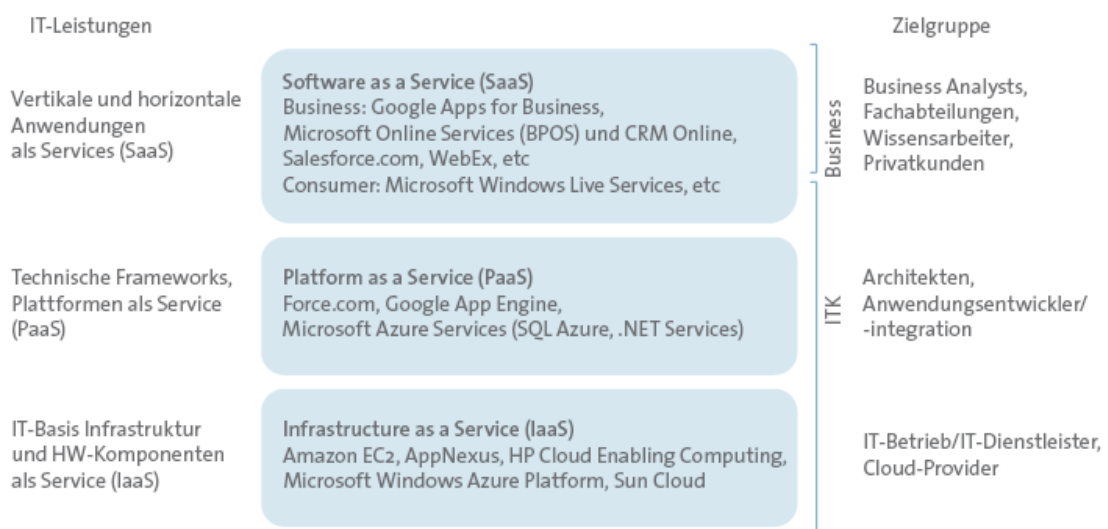 IT-Leistungen
Zielgruppe
Vertikale und horizontale
Anwendungen
als Services (SaaS)
Software as a Service (SaaS)
Business: Google Apps for Business,
Microsoft Online Services (BPOS) und CRM Online,
Salesforce.com, WebEx, etc
Consumer: Microsoft Windows Live Services, etc
Business
Business Analysts,
Fachabteilungen,
Wissensarbeiter,
Privatkunden
Technische Frameworks,
Plattformen als Service
(PaaS)
Platform as a Service (PaaS)
Force.com, Google App Engine,
Microsoft Azure Services (SQL Azure, .NET Services)
ITK
Architekten,
Anwendungsentwickler/
-integration
IT-Basis Infrastruktur
und HW-Komponenten
als Service (IaaS)
Infrastructure as a Service (IaaS)
Amazon EC2, AppNexus, HP Cloud Enabling Computing,
Microsoft Windows Azure Platform, Sun Cloud
IT-Betrieb/IT-Dienstleister,
Cloud-Provider